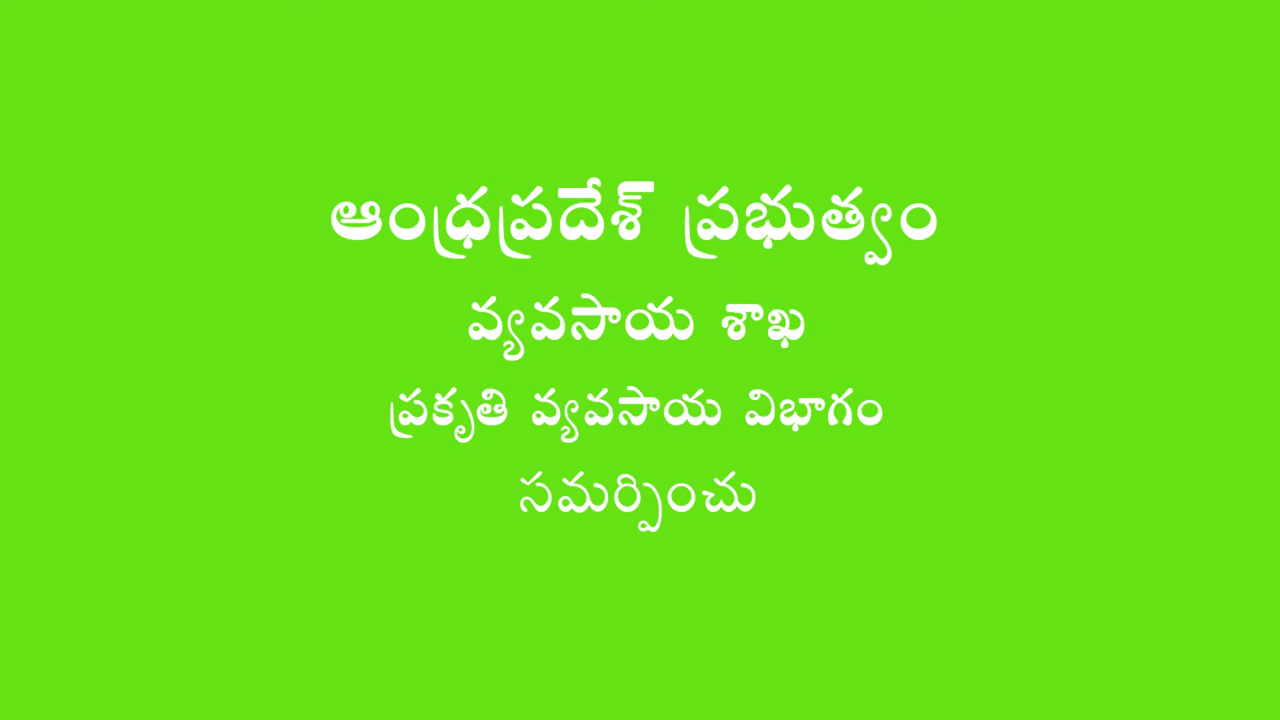 ఆంధ్రప్రదేశ్ ప్రభుత్వం
వ్యవసాయ శాఖ
ప్రకృతి వ్యవసాయ విభాగం
సమర్పించు